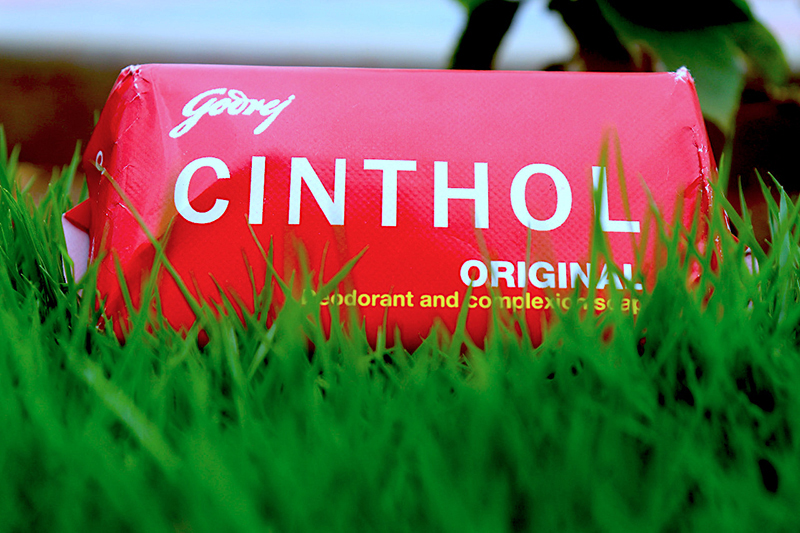 Godrej
CINTHOL
ORIGINAL
Deodorant and complexion soap